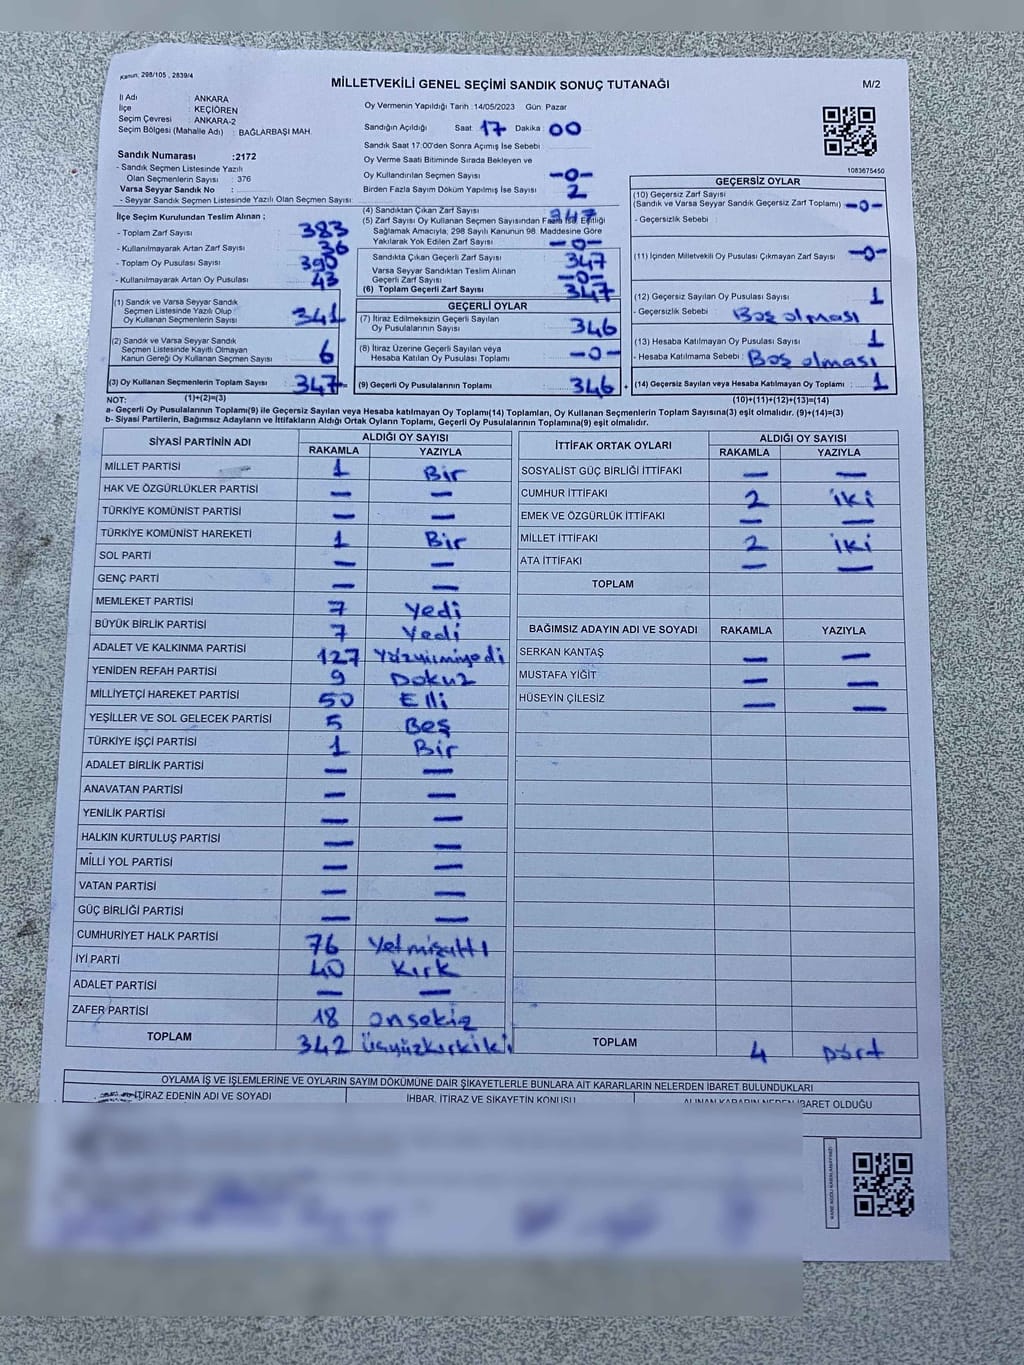 Kanun, 298/105 , 2839/4
MİLLETVEKİLİ GENEL SEÇİMİ SANDIK SONUÇ TUTANAĞI
M/2
İl Adı : ANKARA
İlçe : KEÇİÖREN
Seçim Çevresi : ANKARA-2
Seçim Bölgesi (Mahalle Adı) : BAĞLARBAŞI MAH.
Sandık Numarası :2172
- Sandık Seçmen Listesinde Yazılı
Olan Seçmenlerin Sayısı : 376
Varsa Seyyar Sandık No :
- Seyyar Sandık Seçmen Listesinde Yazılı Olan Seçmen Sayısı
Oy Vermenin Yapıldığı Tarih :14/05/2023 Gün: Pazar
Sandığın Açıldığı Saat: 17 Dakika : 00
Sandık Saat 17:00'den Sonra Açımış İse Sebebi :
Oy Verme Saati Bitiminde Sırada Bekleyen ve
Oy Kullandırılan Seçmen Sayısı -0-
Birden Fazla Sayım Döküm Yapılmış İse Sayısı 2
1083675450
İlçe Seçim Kurulundan Teslim Alınan ;
- Toplam Zarf Sayısı 383
- Kullanılmayarak Artan Zarf Sayısı 36
- Toplam Oy Pusulası Sayısı 390
- Kullanılmayarak Artan Oy Pusulası 43
(1) Sandık ve Varsa Seyyar Sandık
Seçmen Listesinde Yazılı Olup
Oy Kullanan Seçmenlerin Sayısı 341
(2) Sandık ve Varsa Seyyar Sandık
Seçmen Listesinde Kayıtlı Olmayan
Kanun Gereği Oy Kullanan Seçmen Sayısı 6
(3) Oy Kullanan Seçmenlerin Toplam Sayısı 347
(1)+(2)=(3)
(4) Sandıktan Çıkan Zarf Sayısı 347
(5) Zarf Sayısı Oy Kullanan Seçmen Sayısından Fazla İse, Eşitliği
Sağlamak Amacıyla, 298 Sayılı Kanunun 98. Maddesine Göre
Yakılarak Yok Edilen Zarf Sayısı -0-
Sandıkta Çıkan Geçerli Zarf Sayısı 347
Varsa Seyyar Sandıktan Teslim Alınan
Geçerli Zarf Sayısı -0-
(6) Toplam Geçerli Zarf Sayısı 347
GEÇERLİ OYLAR
(7) İtiraz Edilmeksizin Geçerli Sayılan
Oy Pusulalarının Sayısı 346
(8) İtiraz Üzerine Geçerli Sayılan veya
Hesaba Katılan Oy Pusulası Toplamı -0-
(9) Geçerli Oy Pusulalarının Toplamı 346
GEÇERSİZ OYLAR
(10) Geçersiz Zarf Sayısı
(Sandık ve Varsa Seyyar Sandık Geçersiz Zarf Toplamı) -0-
- Geçersizlik Sebebi :
(11) İçinden Milletvekili Oy Pusulası Çıkmayan Zarf Sayısı -0-
(12) Geçersiz Sayılan Oy Pusulası Sayısı 1
- Geçersizlik Sebebi : Boş olması
(13) Hesaba Katılmayan Oy Pusulası Sayısı 1
- Hesaba Katılmama Sebebi : Boş olması
(14) Geçersiz Sayılan veya Hesaba Katılmayan Oy Toplamı 1
(10)+(11)+(12)+(13)=(14)
NOT:
a- Geçerli Oy Pusulalarının Toplamı(9) ile Geçersiz Sayılan veya Hesaba katılmayan Oy Toplamı(14) Toplamları, Oy Kullanan Seçmenlerin Toplam Sayısına(3) eşit olmalıdır. (9)+(14)=(3)
b- Siyasi Partilerin, Bağımsız Adayların ve İttifakların Aldığı Ortak Oyların Toplamı, Geçerli Oy Pusulalarının Toplamına(9) eşit olmalıdır.
SİYASİ PARTİNİN ADI ALDIĞI OY SAYISI
RAKAMLA YAZIYLA
MİLLET PARTİSİ 1 Bir
HAK VE ÖZGÜRLÜKLER PARTİSİ — —
TÜRKİYE KOMÜNİST PARTİSİ — —
TÜRKİYE KOMÜNİST HAREKETİ 1 Bir
SOL PARTİ — —
GENÇ PARTİ — —
MEMLEKET PARTİSİ 7 Yedi
BÜYÜK BİRLİK PARTİSİ 7 Yedi
ADALET VE KALKINMA PARTİSİ 127 Yüzyirmiyedi
YENİDEN REFAH PARTİSİ 9 Dokuz
MİLLİYETÇİ HAREKET PARTİSİ 50 Elli
YEŞİLLER VE SOL GELECEK PARTİSİ 5 Beş
TÜRKİYE İŞÇİ PARTİSİ 1 Bir
ADALET BİRLİK PARTİSİ — —
ANAVATAN PARTİSİ — —
YENİLİK PARTİSİ — —
HALKIN KURTULUŞ PARTİSİ — —
MİLLİ YOL PARTİSİ — —
VATAN PARTİSİ — —
GÜÇ BİRLİĞİ PARTİSİ — —
CUMHURİYET HALK PARTİSİ 76 Yetmişaltı
İYİ PARTİ 40 Kırk
ADALET PARTİSİ — —
ZAFER PARTİSİ 18 onsekiz
TOPLAM 342 üçyüzkırkiki
İTTİFAK ORTAK OYLARI ALDIĞI OY SAYISI
RAKAMLA YAZIYLA
SOSYALİST GÜÇ BİRLİĞİ İTTİFAKI — —
CUMHUR İTTİFAKI 2 iki
EMEK VE ÖZGÜRLÜK İTTİFAKI — —
MİLLET İTTİFAKI 2 iki
ATA İTTİFAKI — —
TOPLAM
BAĞIMSIZ ADAYIN ADI VE SOYADI RAKAMLA YAZIYLA
SERKAN KANTAŞ — —
MUSTAFA YİĞİT — —
HÜSEYİN ÇİLESİZ — —
TOPLAM 4 Dört
OYLAMA İŞ VE İŞLEMLERİNE VE OYLARIN SAYIM DÖKÜMÜNE DAİR ŞİKAYETLERLE BUNLARA AİT KARARLARIN NELERDEN İBARET BULUNDUKLARI
İTİRAZ EDENİN ADI VE SOYADI İHBAR, İTİRAZ VE ŞİKAYETİN KONUSU ALINAN KARARIN NEDEN İBARET OLDUĞU